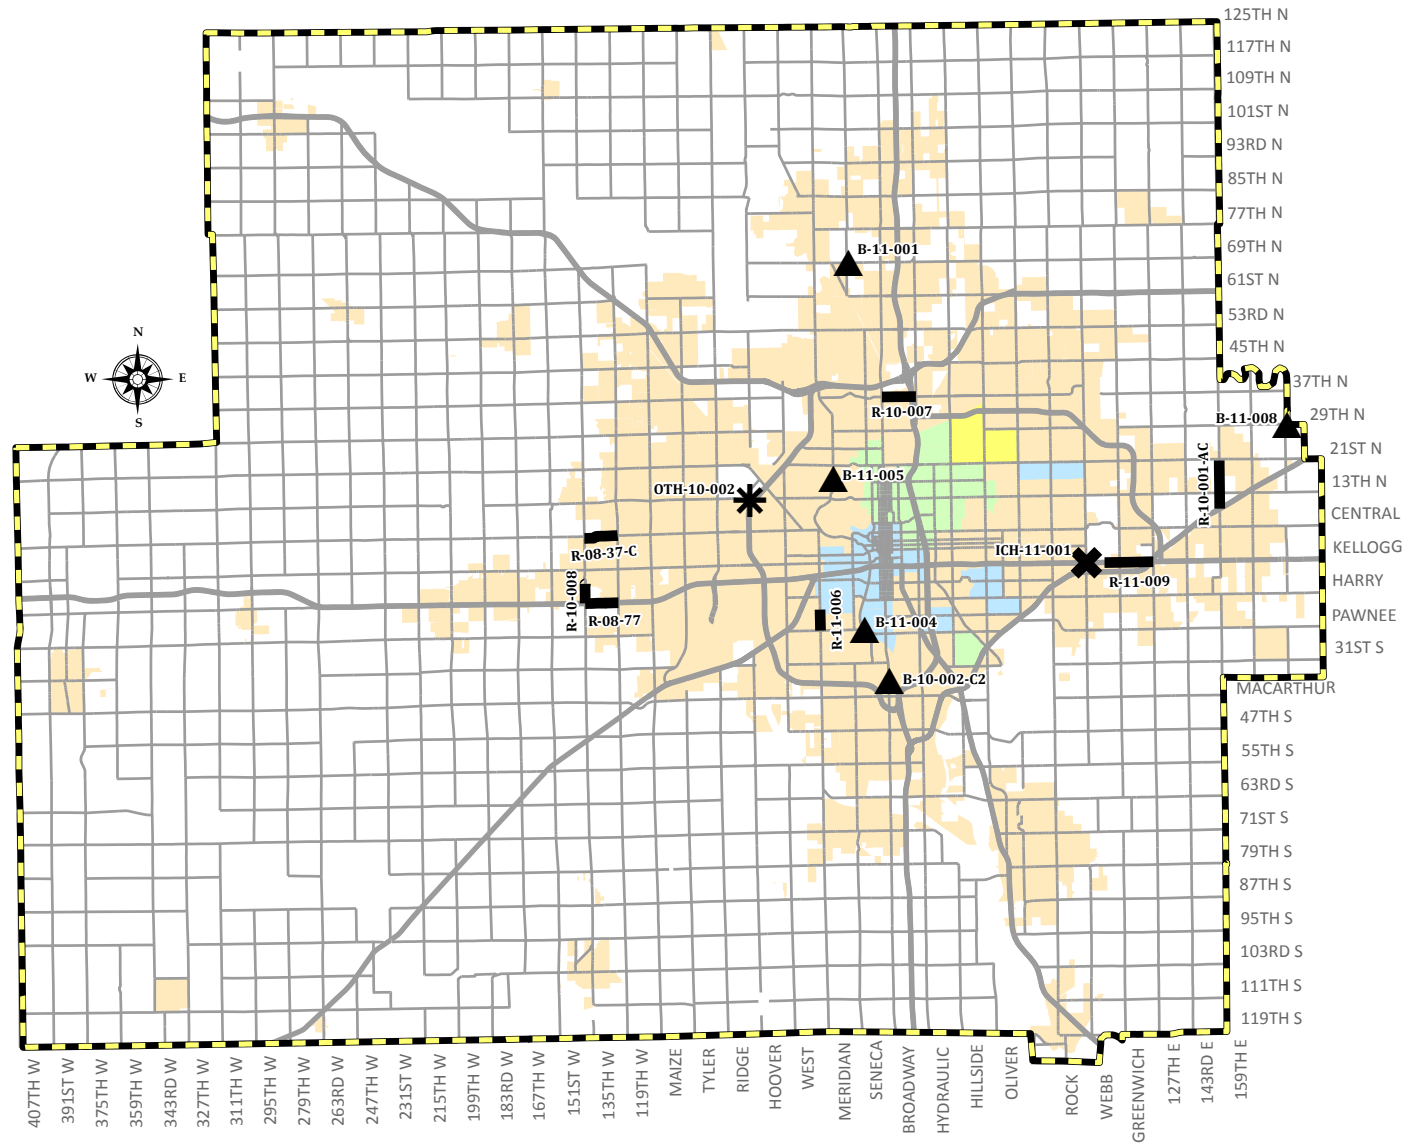 125TH N
117TH N
109TH N
101ST N
93RD N
85TH N
77TH N
69TH N
61ST N
53RD N
45TH N
37TH N
29TH N
21ST N
13TH N
CENTRAL
KELLOGG
HARRY
PAWNEE
31ST S
MACARTHUR
47TH S
55TH S
63RD S
71ST S
79TH S
87TH S
95TH S
103RD S
111TH S
119TH S
N
W E
S
B-11-001
R-10-007
B-11-008
B-11-005
OTH-10-002
R-10-001-AC
R-08-37-C
ICH-11-001
R-11-009
R-10-008
R-08-77
R-11-006
B-11-004
B-10-002-C2
407TH W
391ST W
375TH W
359TH W
343RD W
327TH W
311TH W
295TH W
279TH W
263RD W
247TH W
231ST W
215TH W
199TH W
183RD W
167TH W
151ST W
135TH W
119TH W
MAIZE
TYLER
RIDGE
HOOVER
WEST
MERIDIAN
SENECA
BROADWAY
HYDRAULIC
HILLSIDE
OLIVER
ROCK
WEBB
GREENWICH
127TH E
143RD E
159TH E